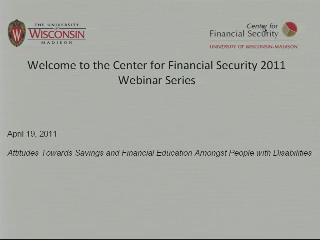 THE UNIVERSITY
WISCONSIN
MADISON
Center for
Financial Security
UNIVERSITY OF WISCONSIN-MADISON
Welcome to the Center for Financial Security 2011
Webinar Series
April 19, 2011
Attitudes Towards Savings and Financial Education Amongst People with Disabilities